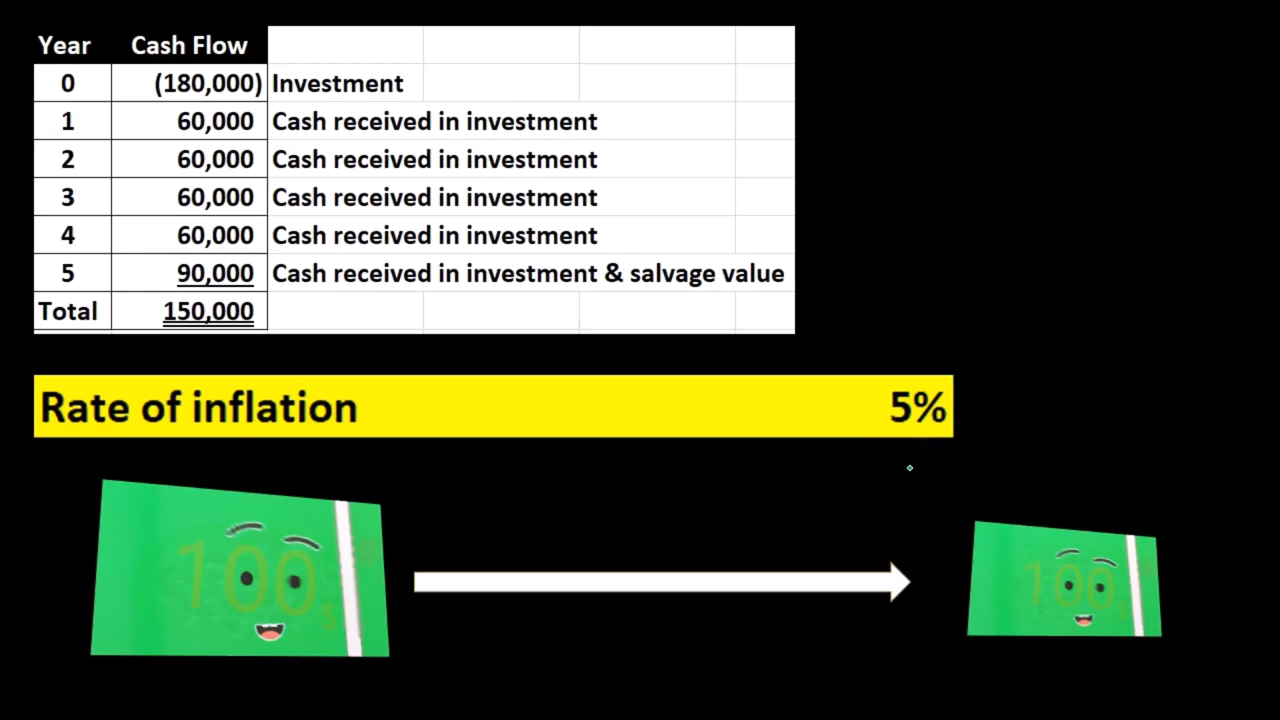 Year Cash Flow
0 (180,000) Investment
1 60,000 Cash received in investment
2 60,000 Cash received in investment
3 60,000 Cash received in investment
4 60,000 Cash received in investment
5 90,000 Cash received in investment & salvage value
Total 150,000
Rate of inflation 5%
100$
100$